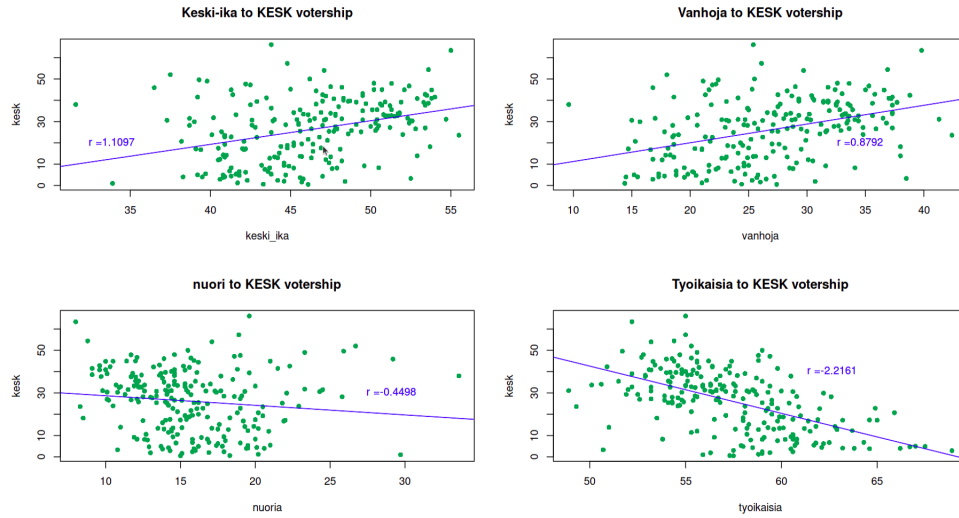 Keski-ika to KESK votership
kesk
0 10 30 50
r =1.1097
35 40 45 50 55
keski_ika
Vanhoja to KESK votership
kesk
0 10 30 50
r =0.8792
10 15 20 25 30 35 40
vanhoja
nuori to KESK votership
kesk
0 10 30 50
r =-0.4498
10 15 20 25 30
nuoria
Tyoikaisia to KESK votership
kesk
0 10 30 50
r =-2.2161
50 55 60 65
tyoikaisia